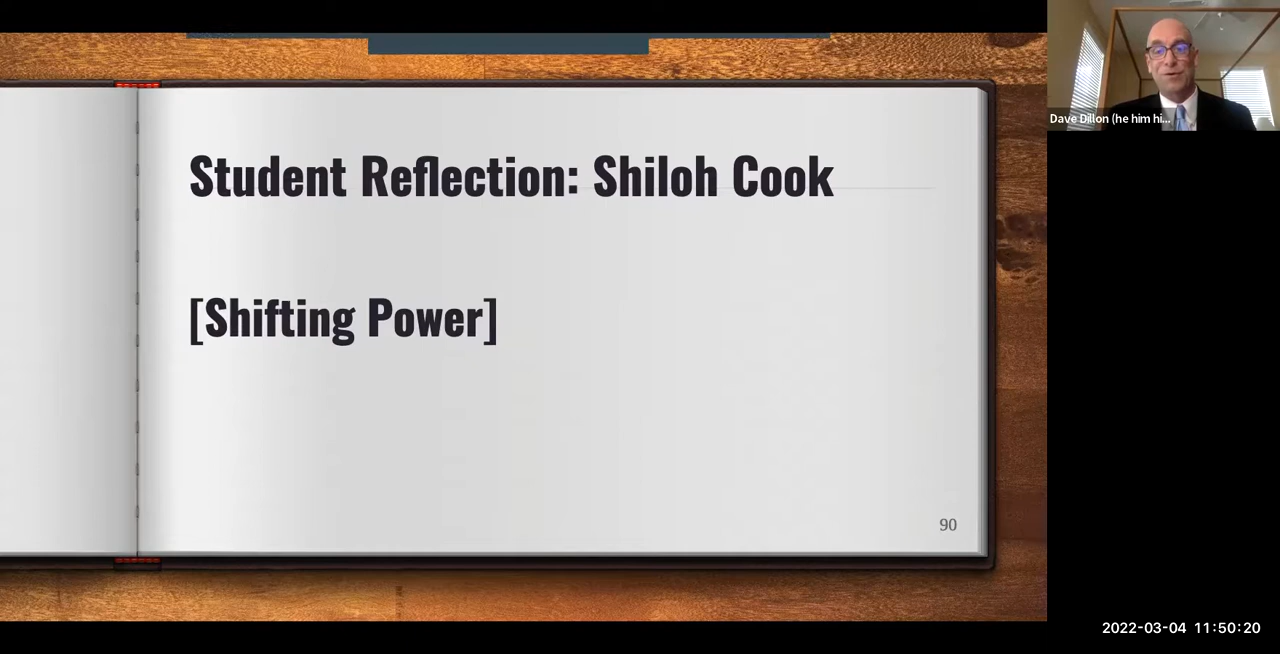 Student Reflection: Shiloh Cook
[Shifting Power]
90
Dave Dillon (he him hi...
2022-03-04 11:50:20